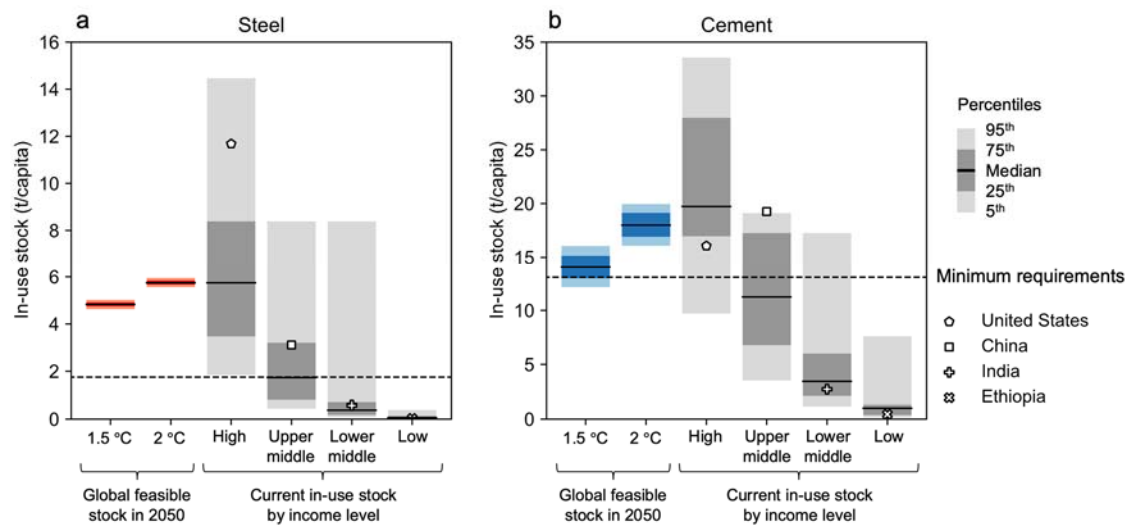 a
Steel
In-use stock (t/capita)
16
14
12
10
8
6
4
2
0
1.5 °C
2 °C
High
Upper
middle
Lower
middle
Low
Global feasible
stock in 2050
Current in-use stock
by income level
b
Cement
In-use stock (t/capita)
35
30
25
20
15
10
5
0
1.5 °C
2 °C
High
Upper
middle
Lower
middle
Low
Global feasible
stock in 2050
Current in-use stock
by income level
Percentiles
95th
75th
Median
25th
5th
Minimum requirements
United States
China
India
Ethiopia